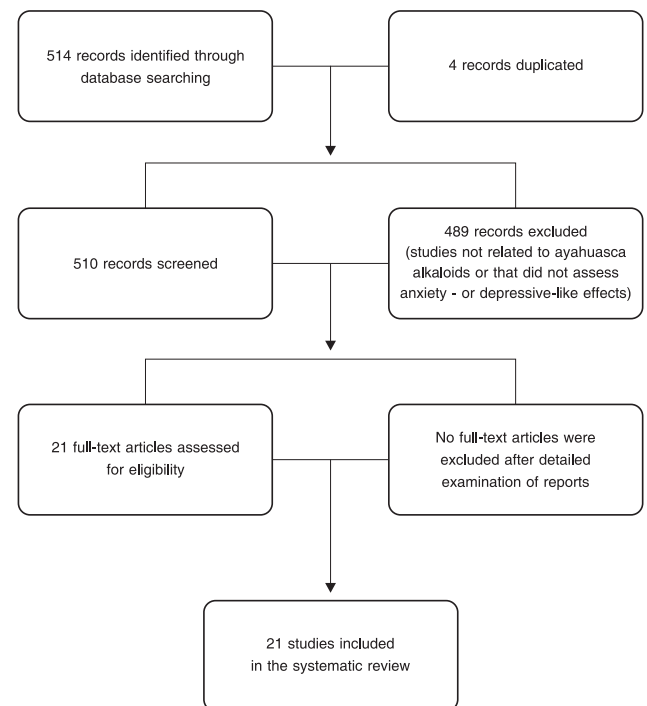 514 records identified through
database searching
4 records duplicated
510 records screened
489 records excluded
(studies not related to ayahuasca
alkaloids or that did not assess
anxiety - or depressive-like effects)
21 full-text articles assessed
for eligibility
No full-text articles were
excluded after detailed
examination of reports
21 studies included
in the systematic review